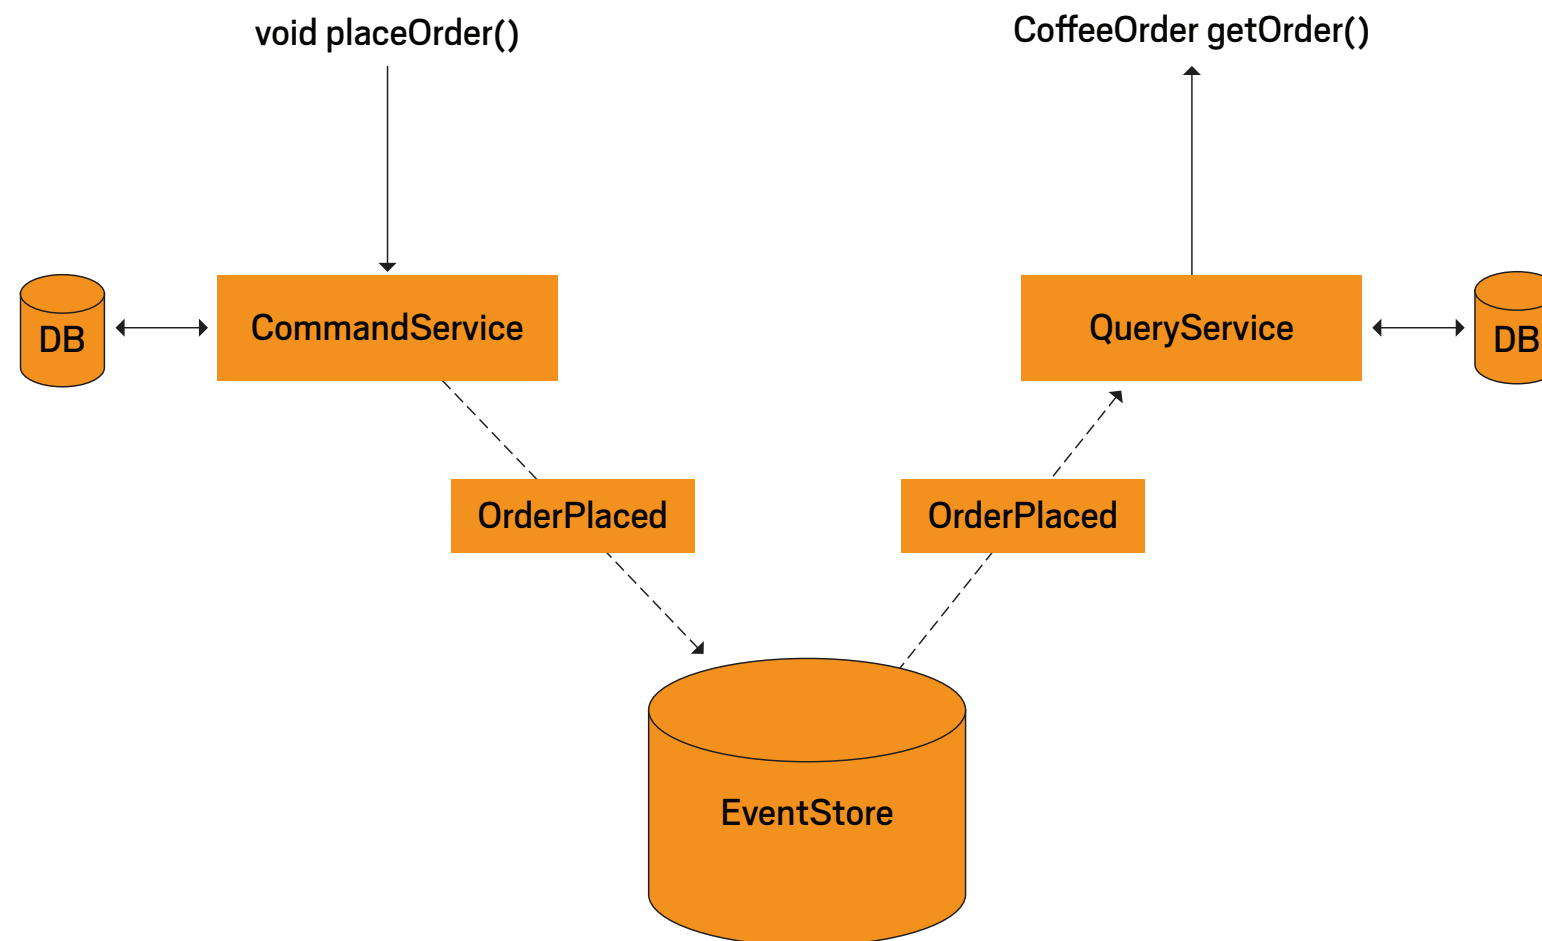 void placeOrder()
CoffeeOrder getOrder()
DB
CommandService
QueryService
DB
OrderPlaced
OrderPlaced
EventStore